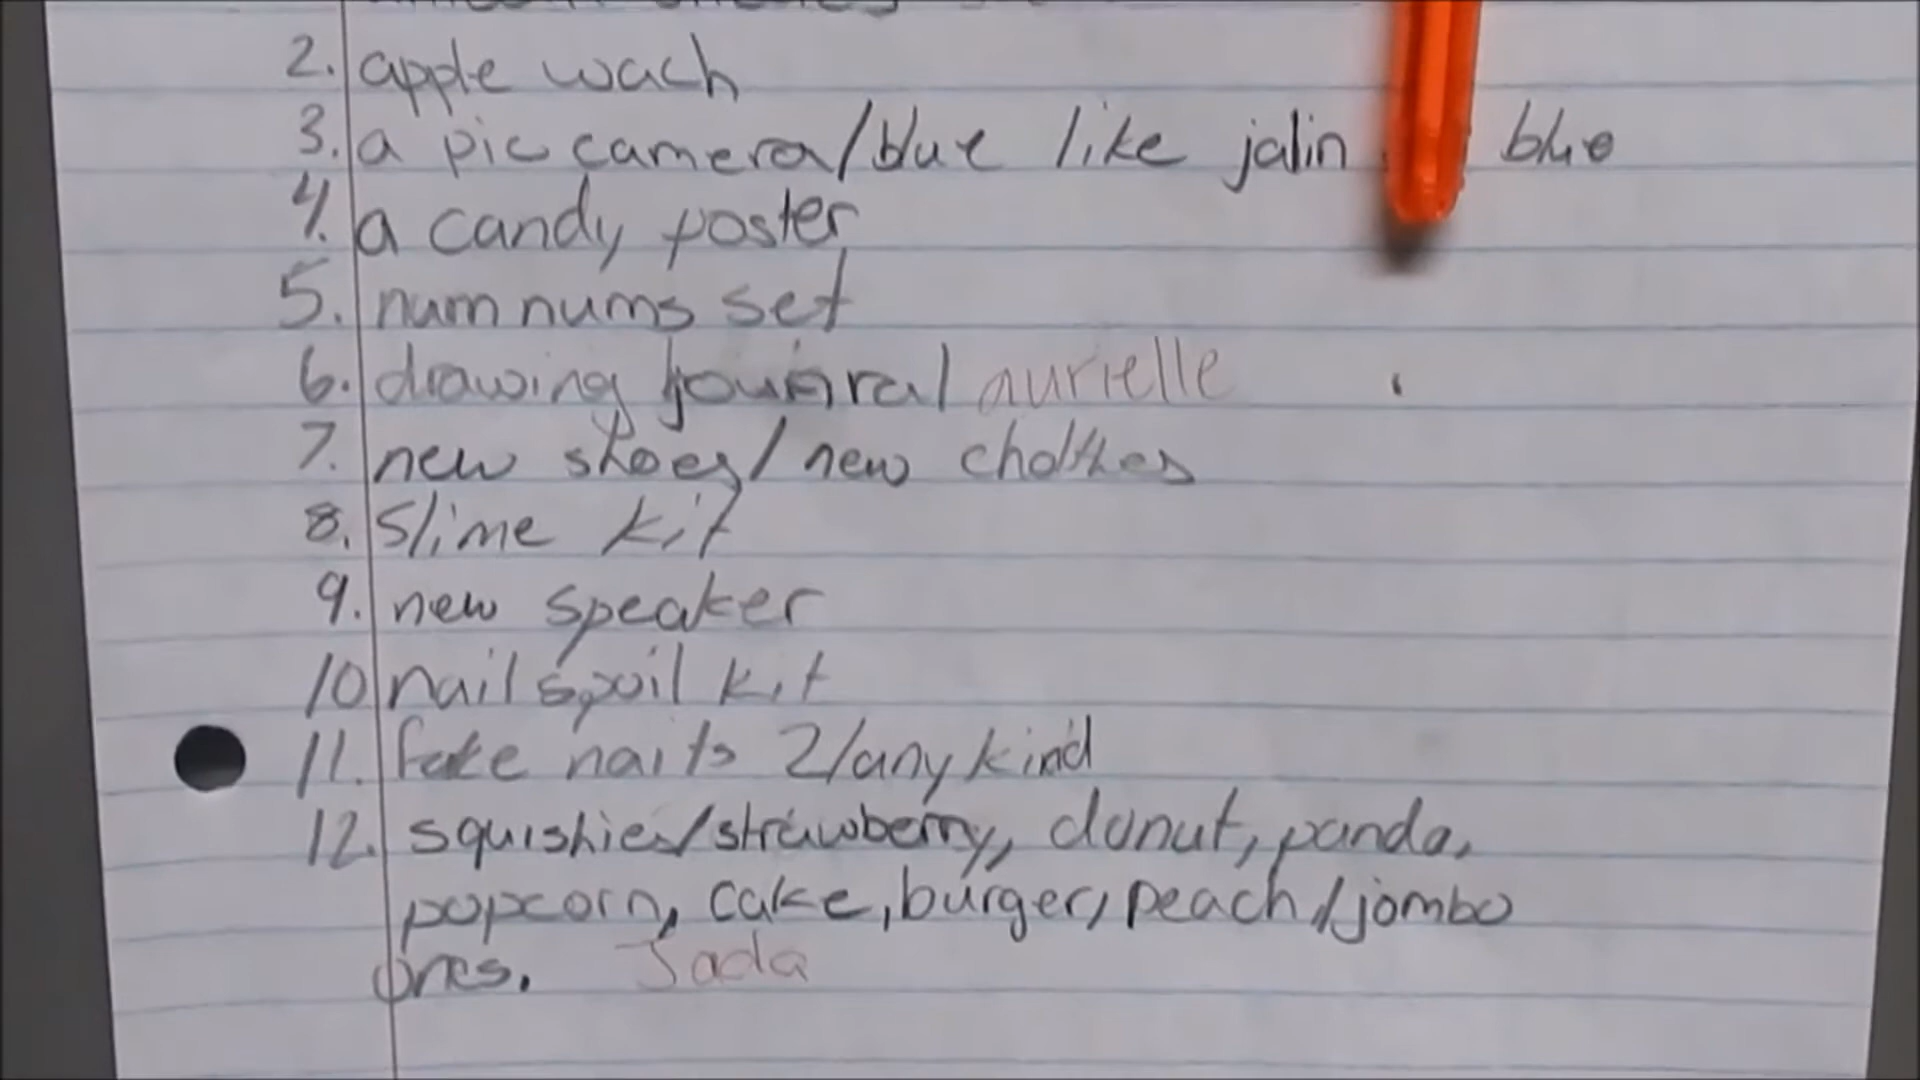 2. apple wach
3. a pic camera/blue like jalin blue
4. a candy poster
5. num nums set
6. drawing jounral aurielle
7. new shoes/new cholthes
8. Slime kit
9. new speaker
10 nail spoil kit
11. fake nails 2/any kind
12. squishies/strawberry, donut, panda,
popcorn, cake, burger, peach/jombo
ones. Jada